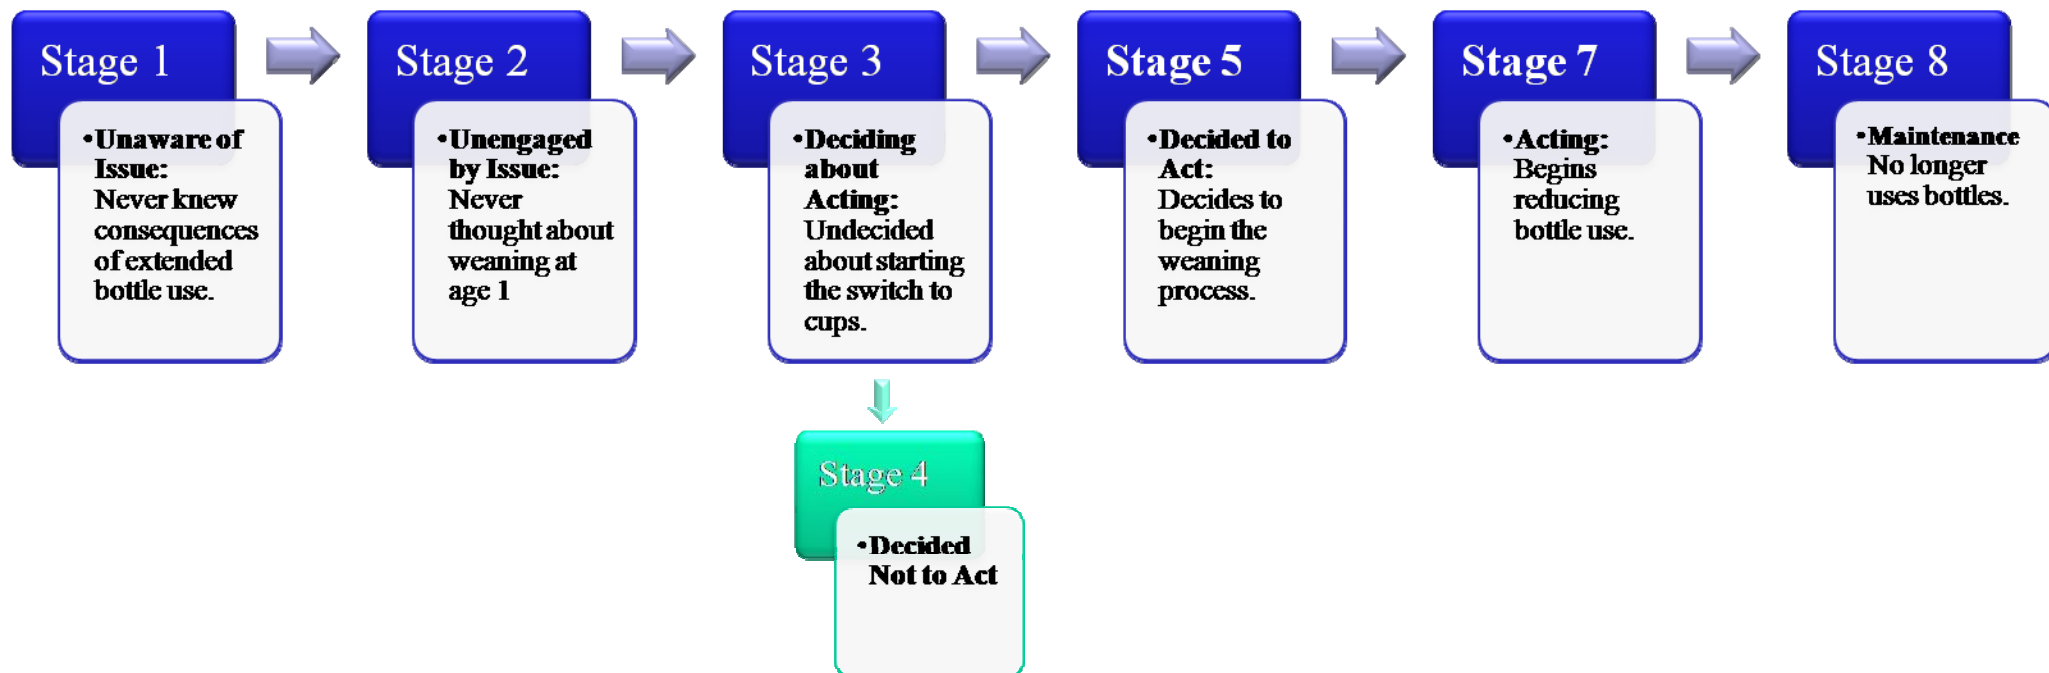 Stage 1
•Unaware of
Issue:
Never knew
consequences
of extended
bottle use.
Stage 2
•Unengaged
by Issue:
Never
thought about
weaning at
age 1
Stage 3
•Deciding
about
Acting:
Undecided
about starting
the switch to
cups.
Stage 4
•Decided
Not to Act
Stage 5
•Decided to
Act:
Decides to
begin the
weaning
process.
Stage 7
•Acting:
Begins
reducing
bottle use.
Stage 8
•Maintenance
No longer
uses bottles.